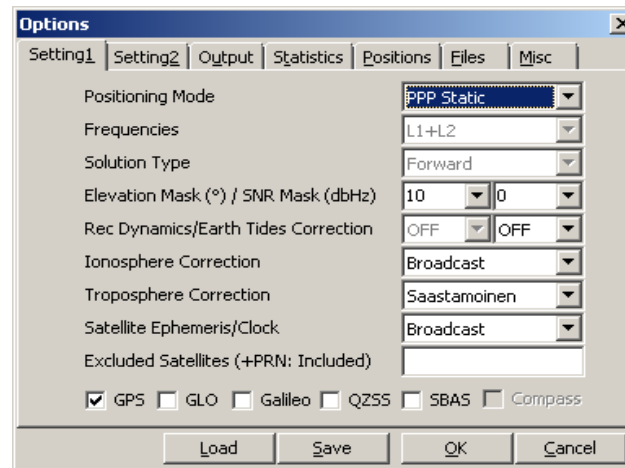 Options
Setting1 Setting2 Output Statistics Positions Files Misc
Positioning Mode PPP Static
Frequencies L1+L2
Solution Type Forward
Elevation Mask (°) / SNR Mask (dbHz) 10 0
Rec Dynamics/Earth Tides Correction OFF OFF
Ionosphere Correction Broadcast
Troposphere Correction Saastamoinen
Satellite Ephemeris/Clock Broadcast
Excluded Satellites (+PRN: Included)
GPS GLO Galileo QZSS SBAS Compass
Load Save OK Cancel